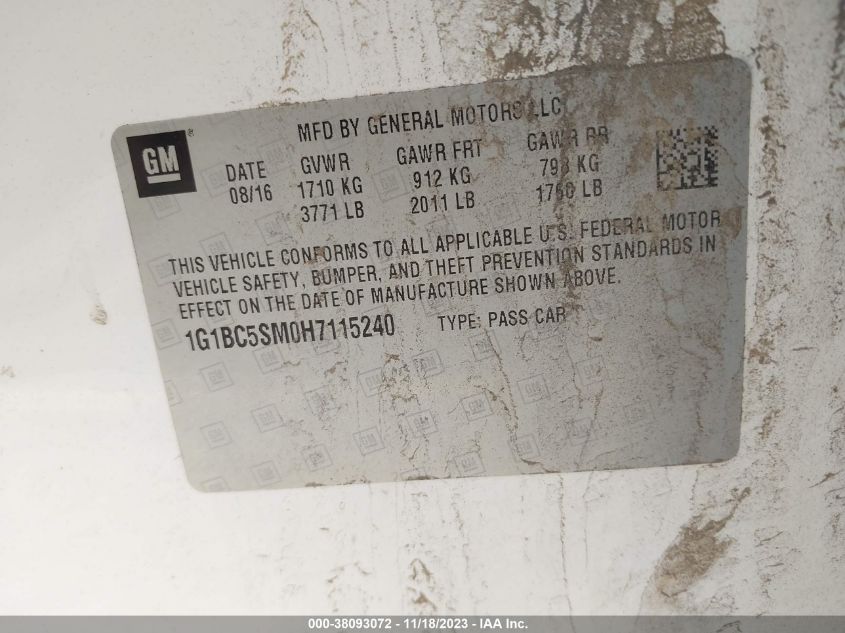 GM
MFD BY GENERAL MOTORS LLC
DATE GVWR GAWR FRT GAWR RR
08/16 1710 KG 912 KG 798 KG
3771 LB 2011 LB 1760 LB
THIS VEHICLE CONFORMS TO ALL APPLICABLE U.S. FEDERAL MOTOR
VEHICLE SAFETY, BUMPER, AND THEFT PREVENTION STANDARDS IN
EFFECT ON THE DATE OF MANUFACTURE SHOWN ABOVE.
1G1BC5SM0H7115240 TYPE: PASS CAR
000-38093072 - 11/18/2023 - IAA Inc.